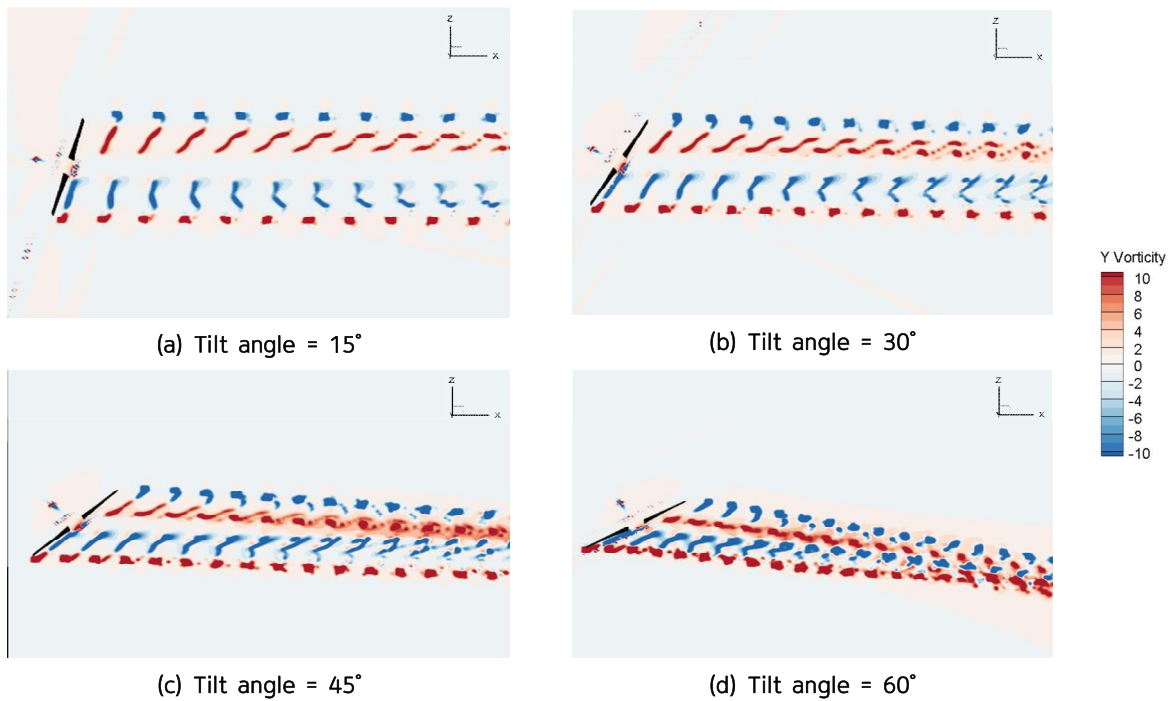 z
x
z
x
(a) Tilt angle = 15°
(b) Tilt angle = 30°
z
x
z
x
(c) Tilt angle = 45°
(d) Tilt angle = 60°
Y Vorticity
10
8
6
4
2
0
-2
-4
-6
-8
-10